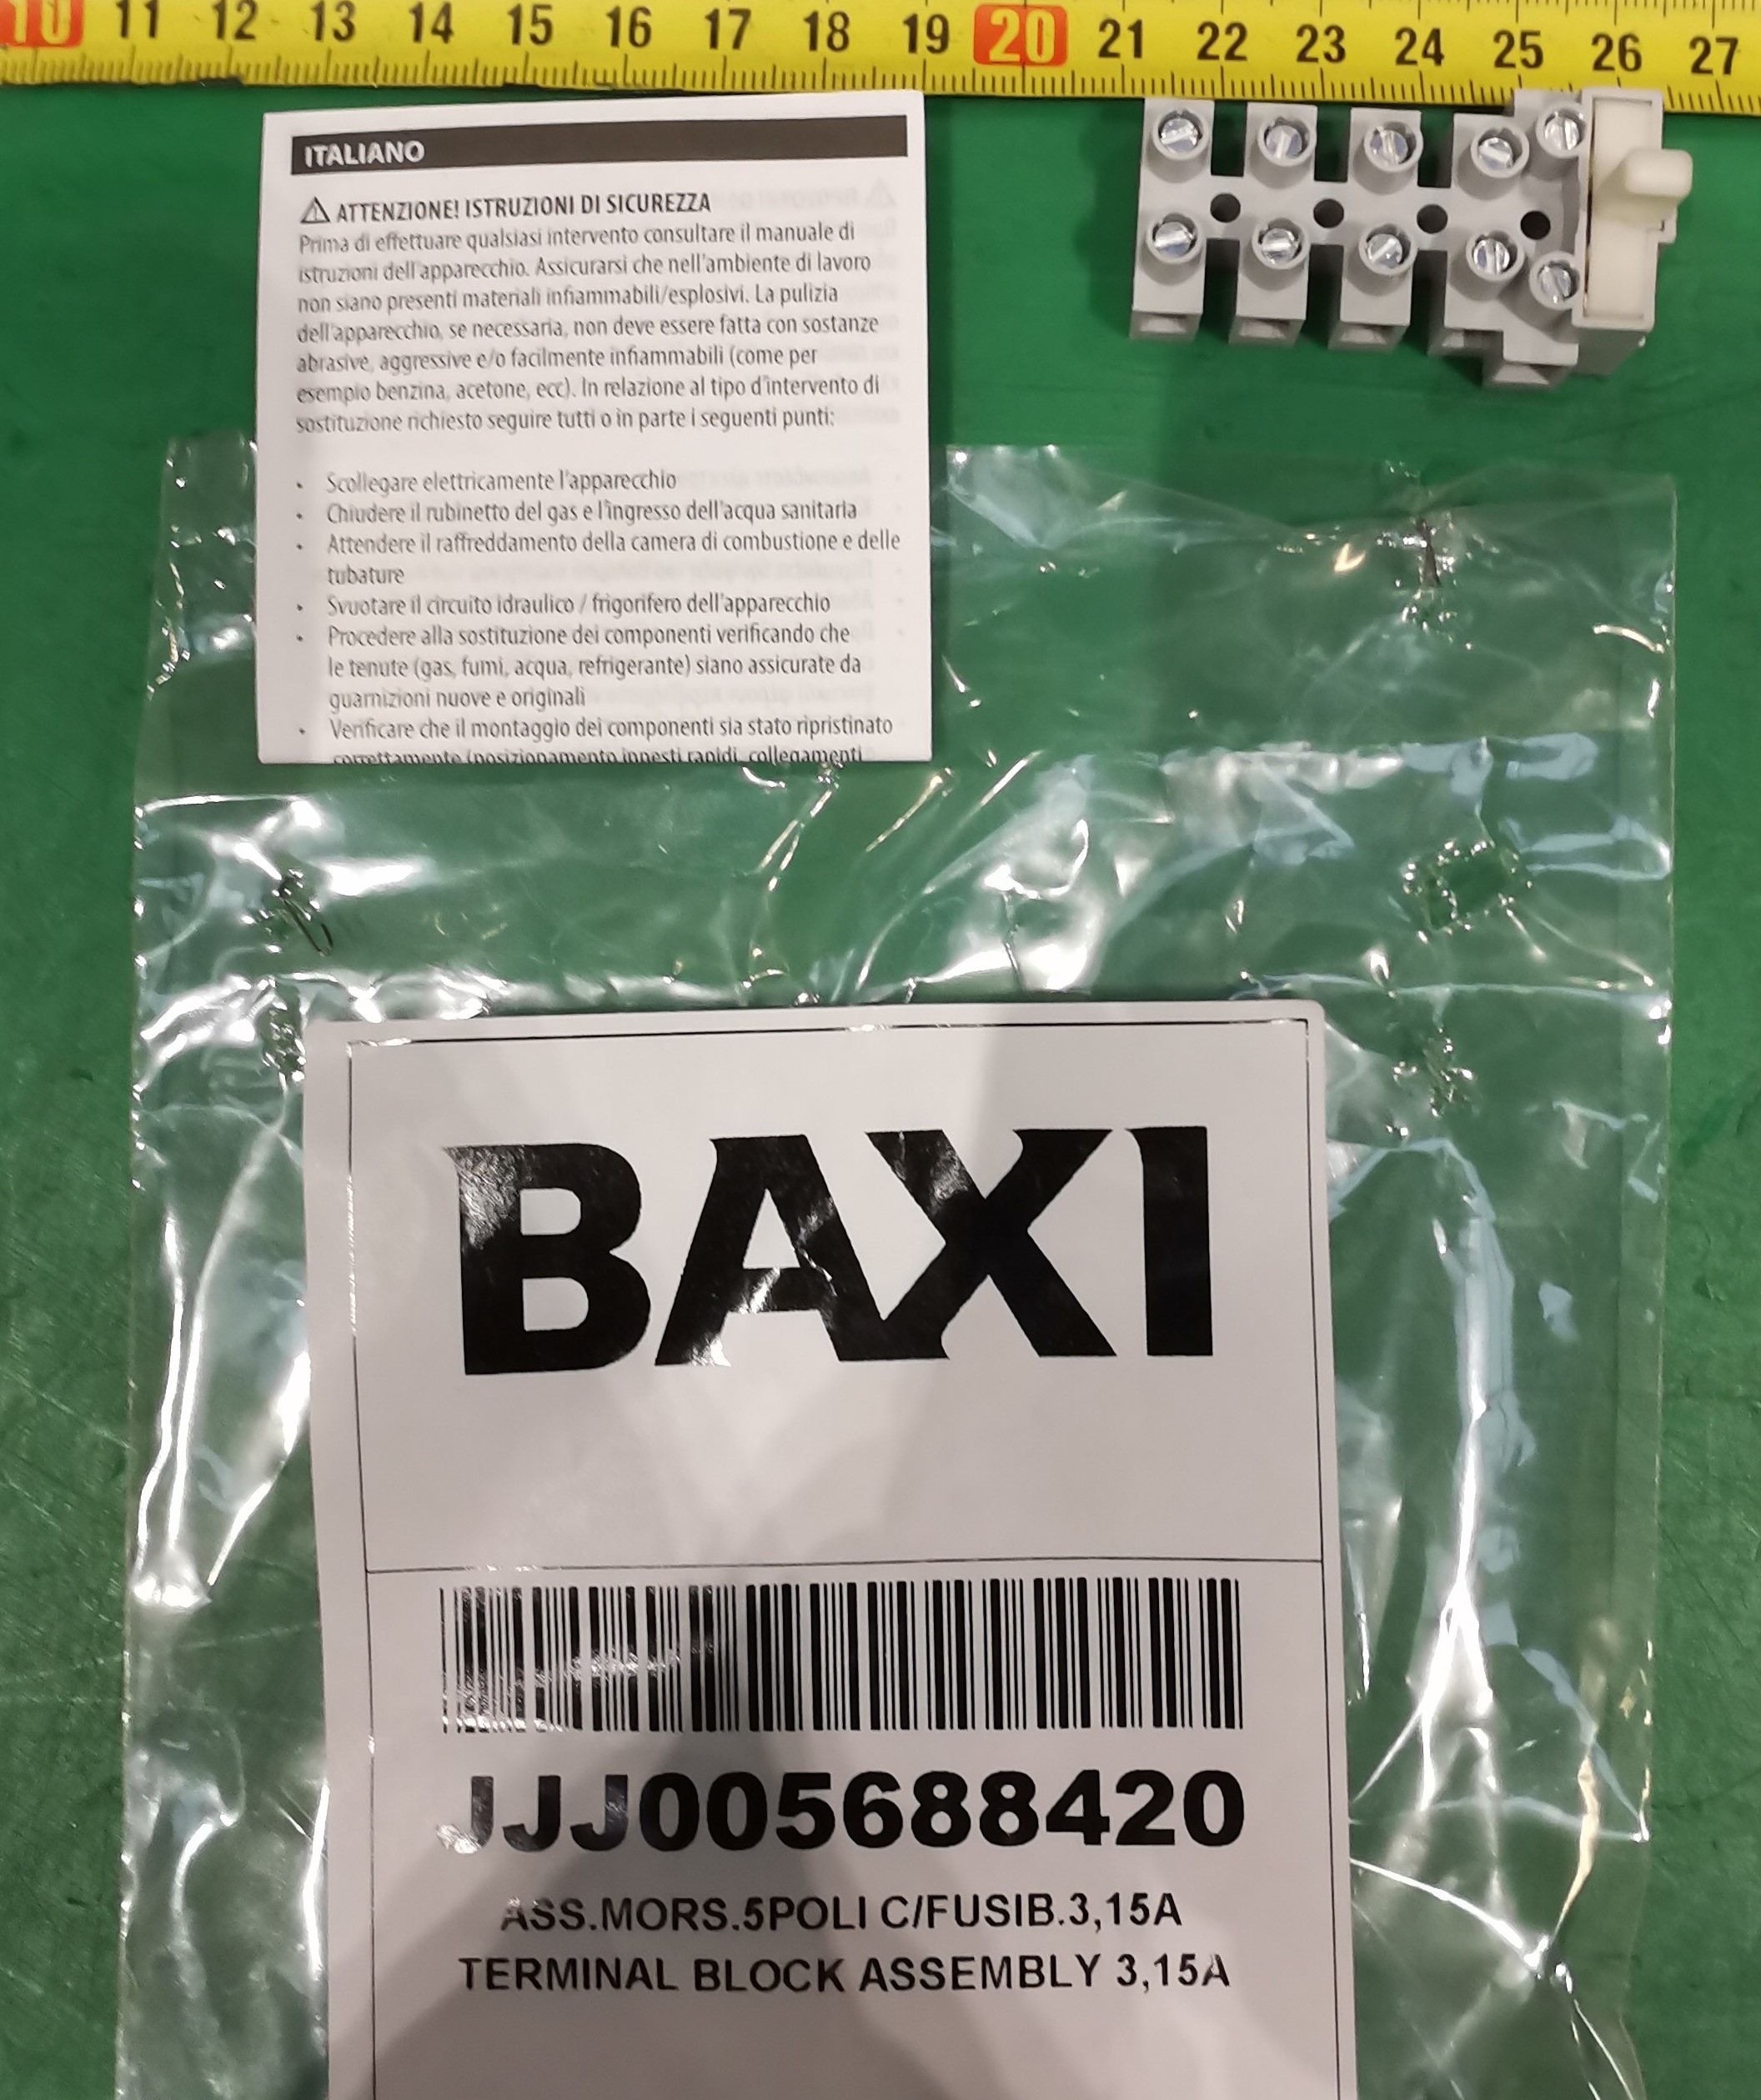 10 11 12 13 14 15 16 17 18 19 20 21 22 23 24 25 26 27
ITALIANO
ATTENZIONE! ISTRUZIONI DI SICUREZZA
Prima di effettuare qualsiasi intervento consultare il manuale di
istruzioni dell'apparecchio. Assicurarsi che nell'ambiente di lavoro
non siano presenti materiali infiammabili/esplosivi. La pulizia
dell'apparecchio, se necessaria, non deve essere fatta con sostanze
abrasive, aggressive e/o facilmente infiammabili (come per
esempio benzina, acetone, ecc). In relazione al tipo d'intervento di
sostituzione richiesto seguire tutti o in parte i seguenti punti:
• Scollegare elettricamente l'apparecchio
• Chiudere il rubinetto del gas e l'ingresso dell'acqua sanitaria
• Attendere il raffreddamento della camera di combustione e delle
tubature
• Svuotare il circuito idraulico / frigorifero dell'apparecchio
• Procedere alla sostituzione dei componenti verificando che
le tenute (gas, fumi, acqua, refrigerante) siano assicurate da
guarnizioni nuove e originali
• Verificare che il montaggio dei componenti sia stato ripristinato
correttamente (posizionamento innesti rapidi, collegamenti
BAXI
JJJ005688420
ASS.MORS.5POLI C/FUSIB.3,15A
TERMINAL BLOCK ASSEMBLY 3,15A